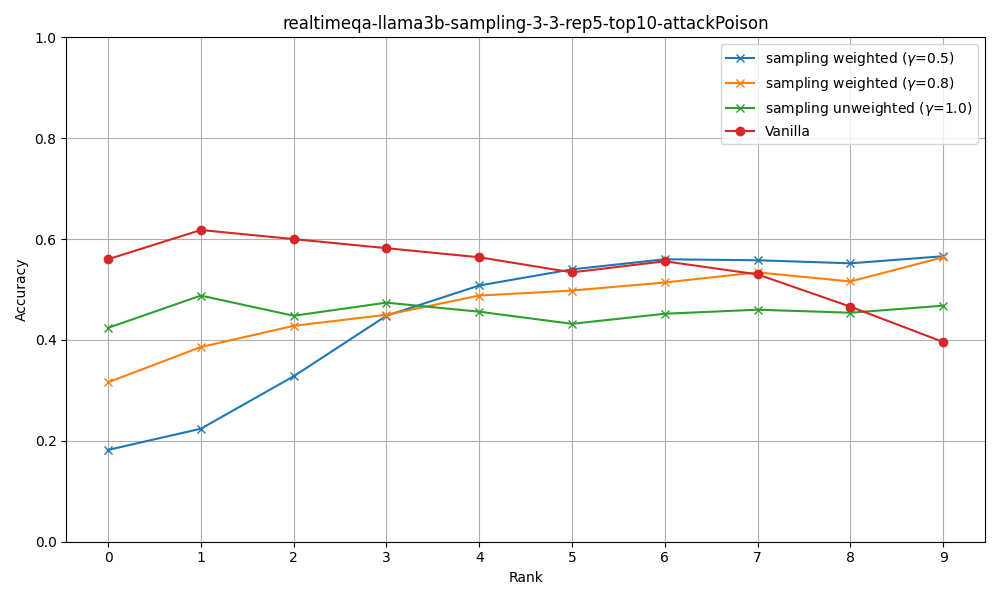 realtimeqa-llama3b-sampling-3-3-rep5-top10-attackPoison
1.0
0.8
0.6
0.4
0.2
0.0
Accuracy
sampling weighted (γ=0.5)
sampling weighted (γ=0.8)
sampling unweighted (γ=1.0)
Vanilla
0 1 2 3 4 5 6 7 8 9
Rank